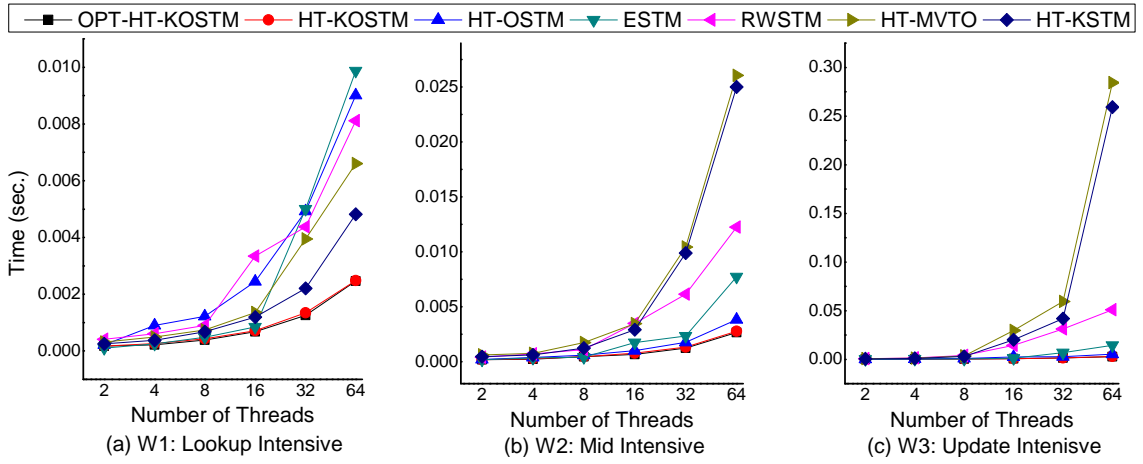 OPT-HT-KOSTM HT-KOSTM HT-OSTM ESTM RWSTM HT-MVTO HT-KSTM
Time (sec.)
0.010
0.008
0.006
0.004
0.002
0.000
2 4 8 16 32 64
Number of Threads
(a) W1: Lookup Intensive
0.025
0.020
0.015
0.010
0.005
0.000
2 4 8 16 32 64
Number of Threads
(b) W2: Mid Intensive
0.30
0.25
0.20
0.15
0.10
0.05
0.00
2 4 8 16 32 64
Number of Threads
(c) W3: Update Intenisve